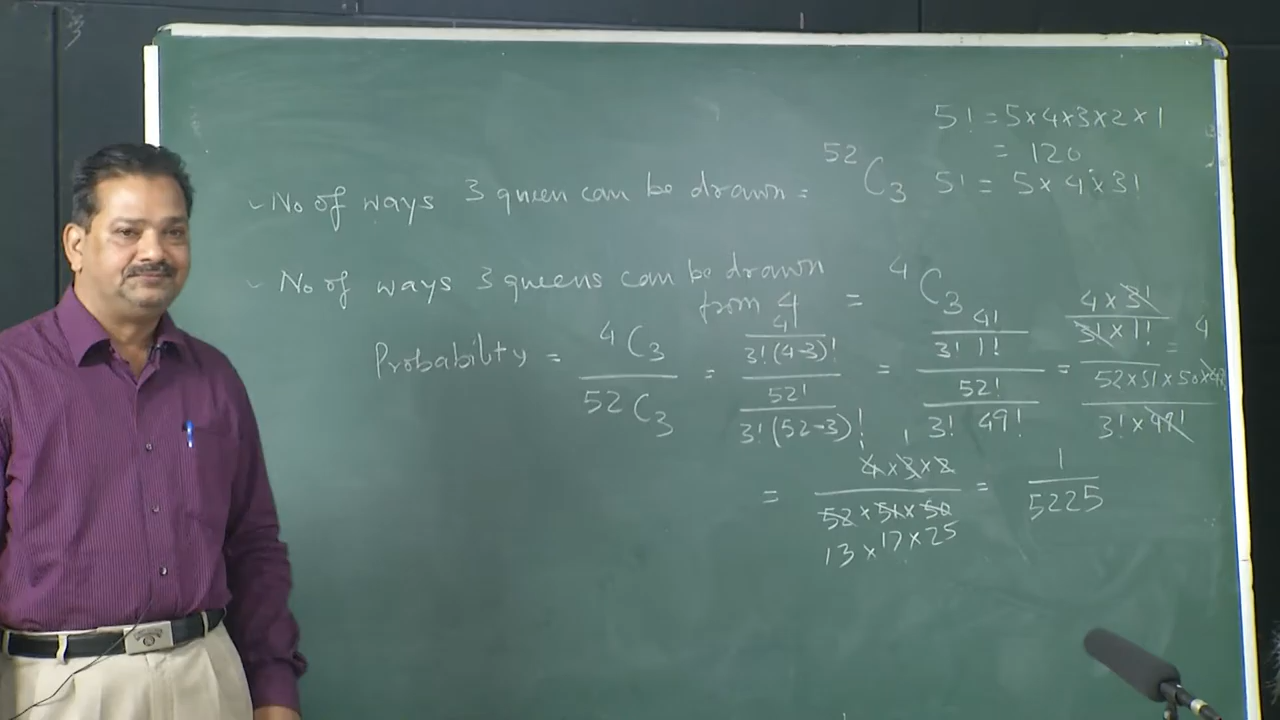 5! = 5×4×3×2×1
= 120
No of ways 3 queen can be drawn = 52C3
5! = 5×4×3!
No of ways 3 queens can be drawn from 4 = 4C3
Probability = 4C3 / 52C3 = (4! / 3!(4-3)!) / (52! / 3!(52-3)!) = (4! / 3! 1!) / (52! / 3! 49!) = (4×3! / 3!×1! = 4) / (52×51×50×49! / 3!×49!)
= 4×3×2 / 52×51×50 = 1 / 5225
1
13×17×25